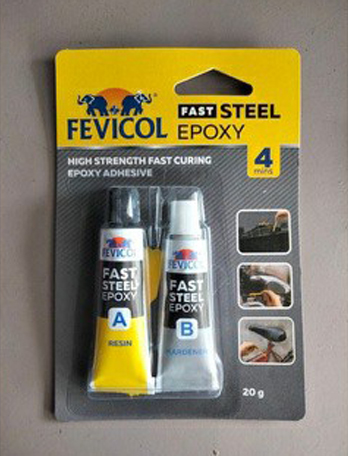 FEVICOL
FAST STEEL
EPOXY
HIGH STRENGTH FAST CURING
EPOXY ADHESIVE
4
mins
FEVICOL
FAST
STEEL
EPOXY
A
RESIN
FEVICOL
FAST
STEEL
EPOXY
B
HARDENER
20 g